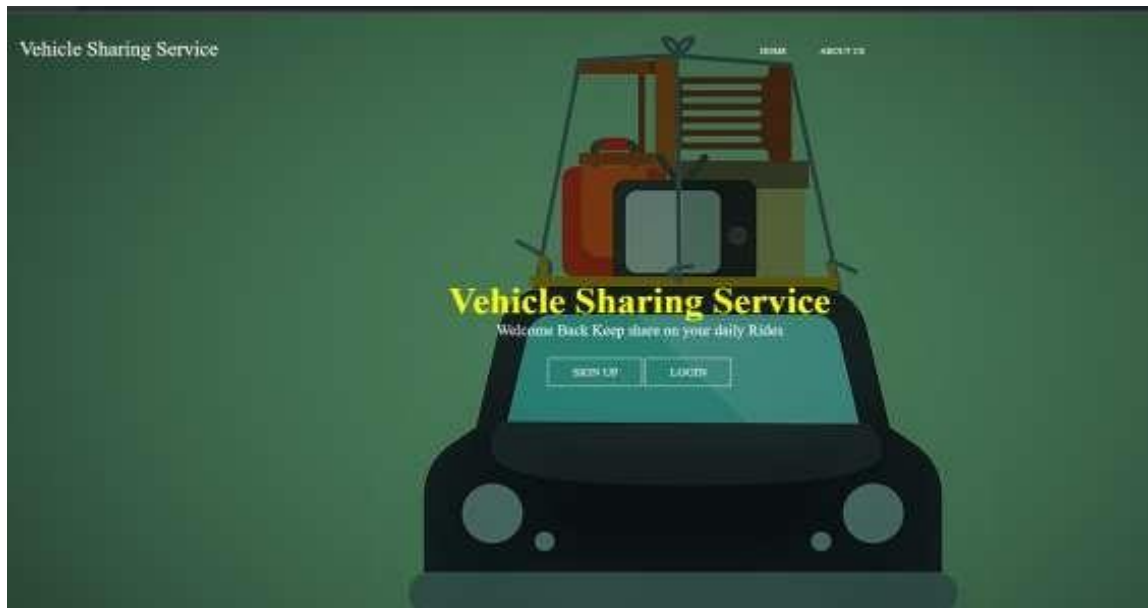 Vehicle Sharing Service
HOME
ABOUT US
Vehicle Sharing Service
Welcome Back Keep share on your daily Rides
SIGN UP
LOGIN